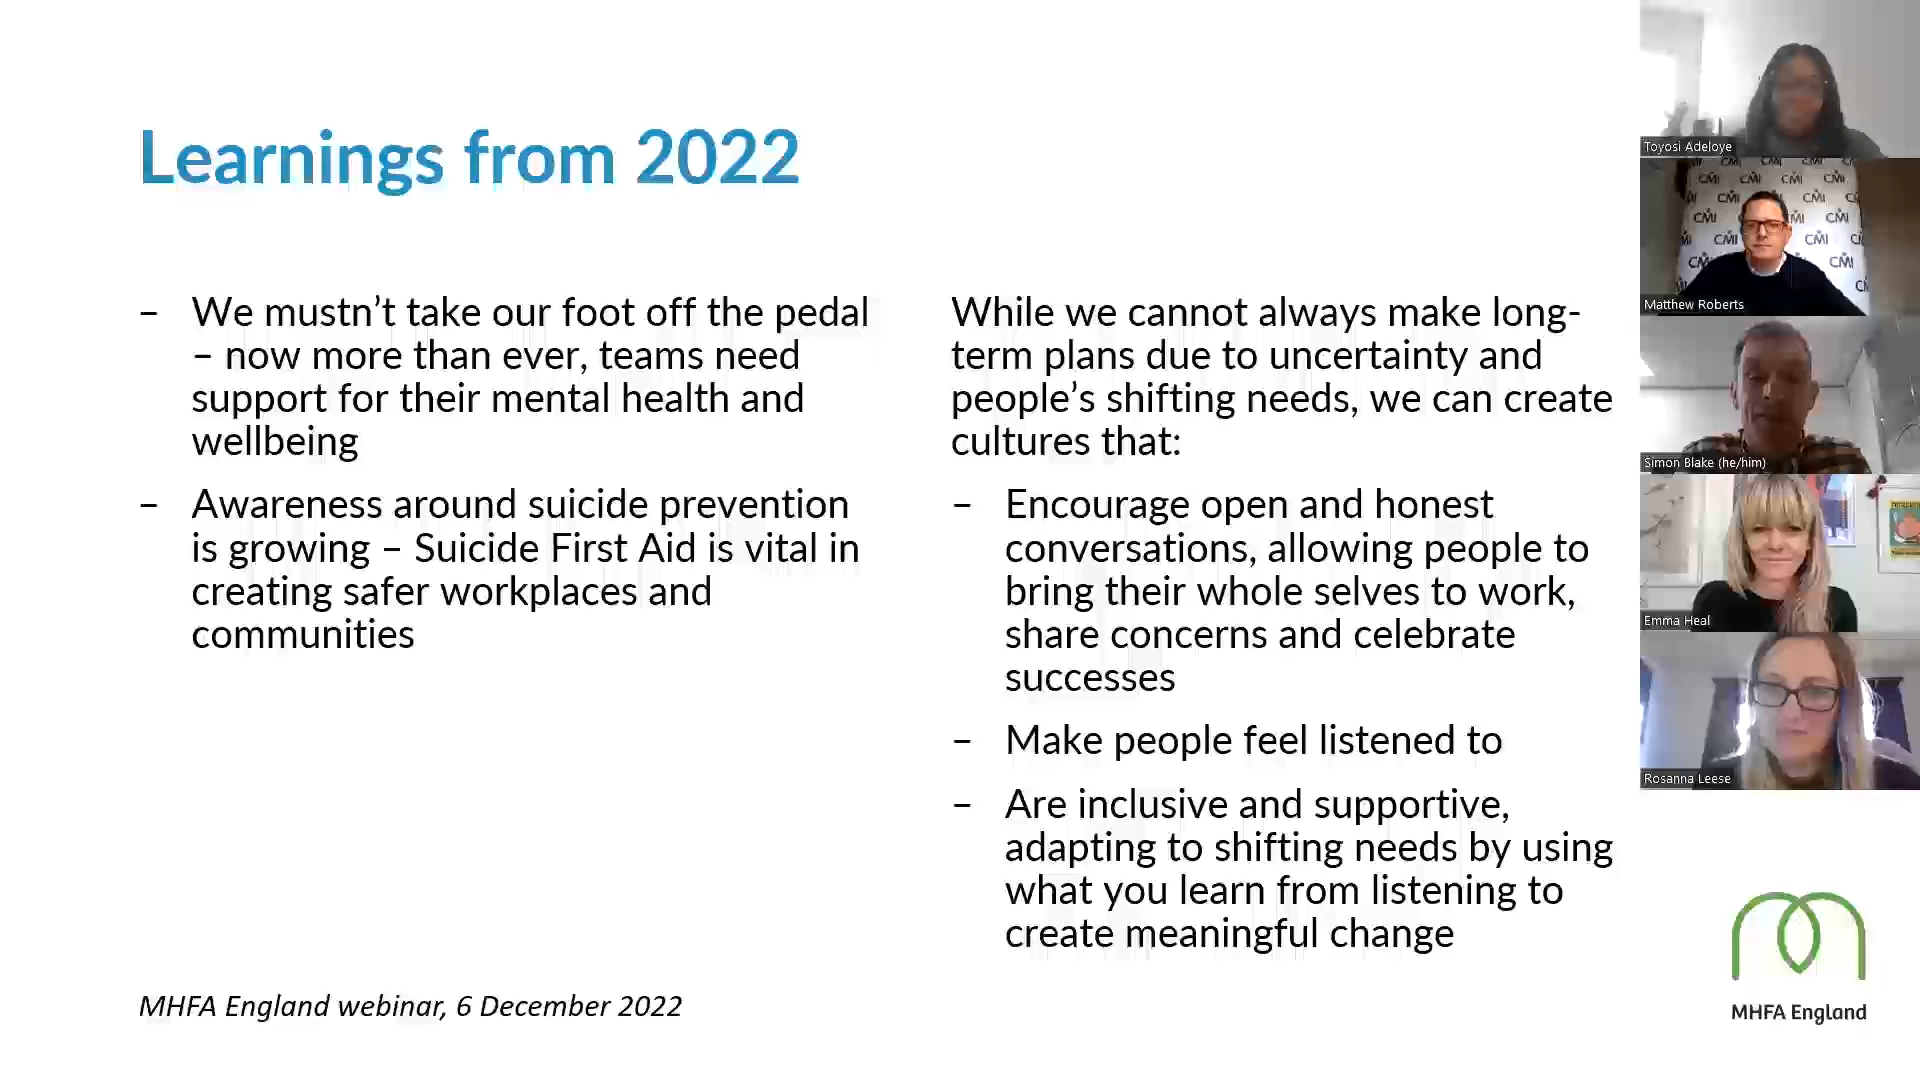 Learnings from 2022
– We mustn’t take our foot off the pedal
– now more than ever, teams need
support for their mental health and
wellbeing
– Awareness around suicide prevention
is growing – Suicide First Aid is vital in
creating safer workplaces and
communities
While we cannot always make long-
term plans due to uncertainty and
people’s shifting needs, we can create
cultures that:
– Encourage open and honest
conversations, allowing people to
bring their whole selves to work,
share concerns and celebrate
successes
– Make people feel listened to
– Are inclusive and supportive,
adapting to shifting needs by using
what you learn from listening to
create meaningful change
MHFA England webinar, 6 December 2022
Toyosi Adeloye
CMI
Matthew Roberts
Simon Blake (he/him)
Emma Heal
Rosanna Leese
MHFA England